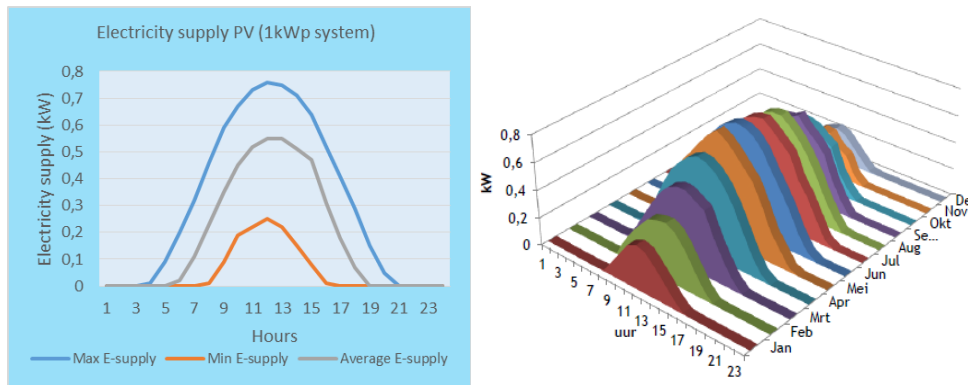 Electricity supply PV (1kWp system)
Electricity supply (kW)
0,8
0,7
0,6
0,5
0,4
0,3
0,2
0,1
0
1 3 5 7 9 11 13 15 17 19 21 23
Hours
Max E-supply Min E-supply Average E-supply
kW
0,8
0,6
0,4
0,2
0
1 3 5 7 9 11 13 15 17 19 21 23
uur
Jan
Feb
Mrt
Apr
Mei
Jun
Jul
Aug
Se...
Okt
Nov
De